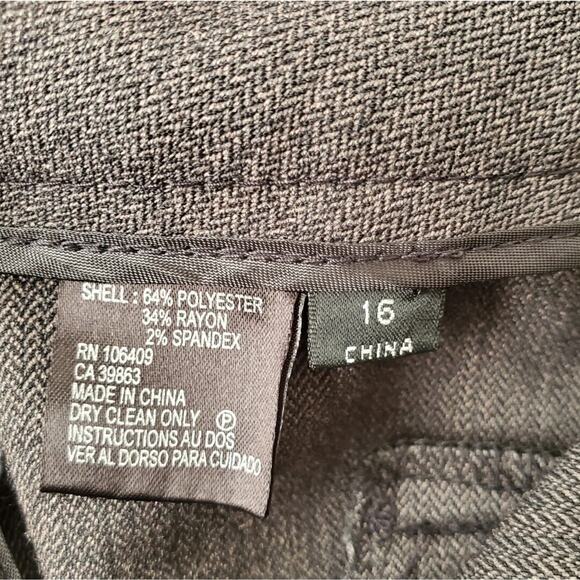 SHELL : 64% POLYESTER
34% RAYON
2% SPANDEX
RN 106409
CA 39863
MADE IN CHINA
DRY CLEAN ONLY Ⓟ
INSTRUCTIONS AU DOS
VER AL DORSO PARA CUIDADO
16
CHINA